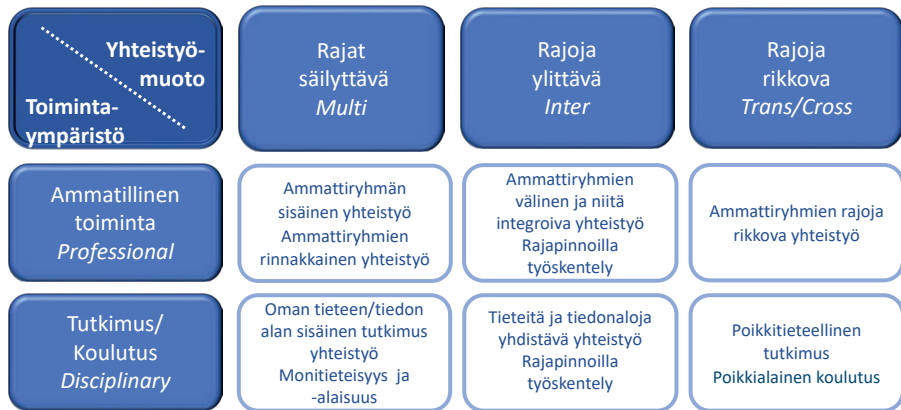 Yhteistyö-
muoto
Toiminta-
ympäristö
Rajat
säilyttävä
Multi
Rajoja
ylittävä
Inter
Rajoja
rikkova
Trans/Cross
Ammatillinen
toiminta
Professional
Ammattiryhmän
sisäinen yhteistyö
Ammattiryhmien
rinnakkainen yhteistyö
Ammattiryhmien
välinen ja niitä
integroiva yhteistyö
Rajapinnoilla
työskentely
Ammattiryhmien rajoja
rikkova yhteistyö
Tutkimus/
Koulutus
Disciplinary
Oman tieteen/tiedon
alan sisäinen tutkimus
yhteistyö
Monitieteisyys ja
-alaisuus
Tieteitä ja tiedonaloja
yhdistävä yhteistyö
Rajapinnoilla
työskentely
Poikkitieteellinen
tutkimus
Poikkialainen koulutus